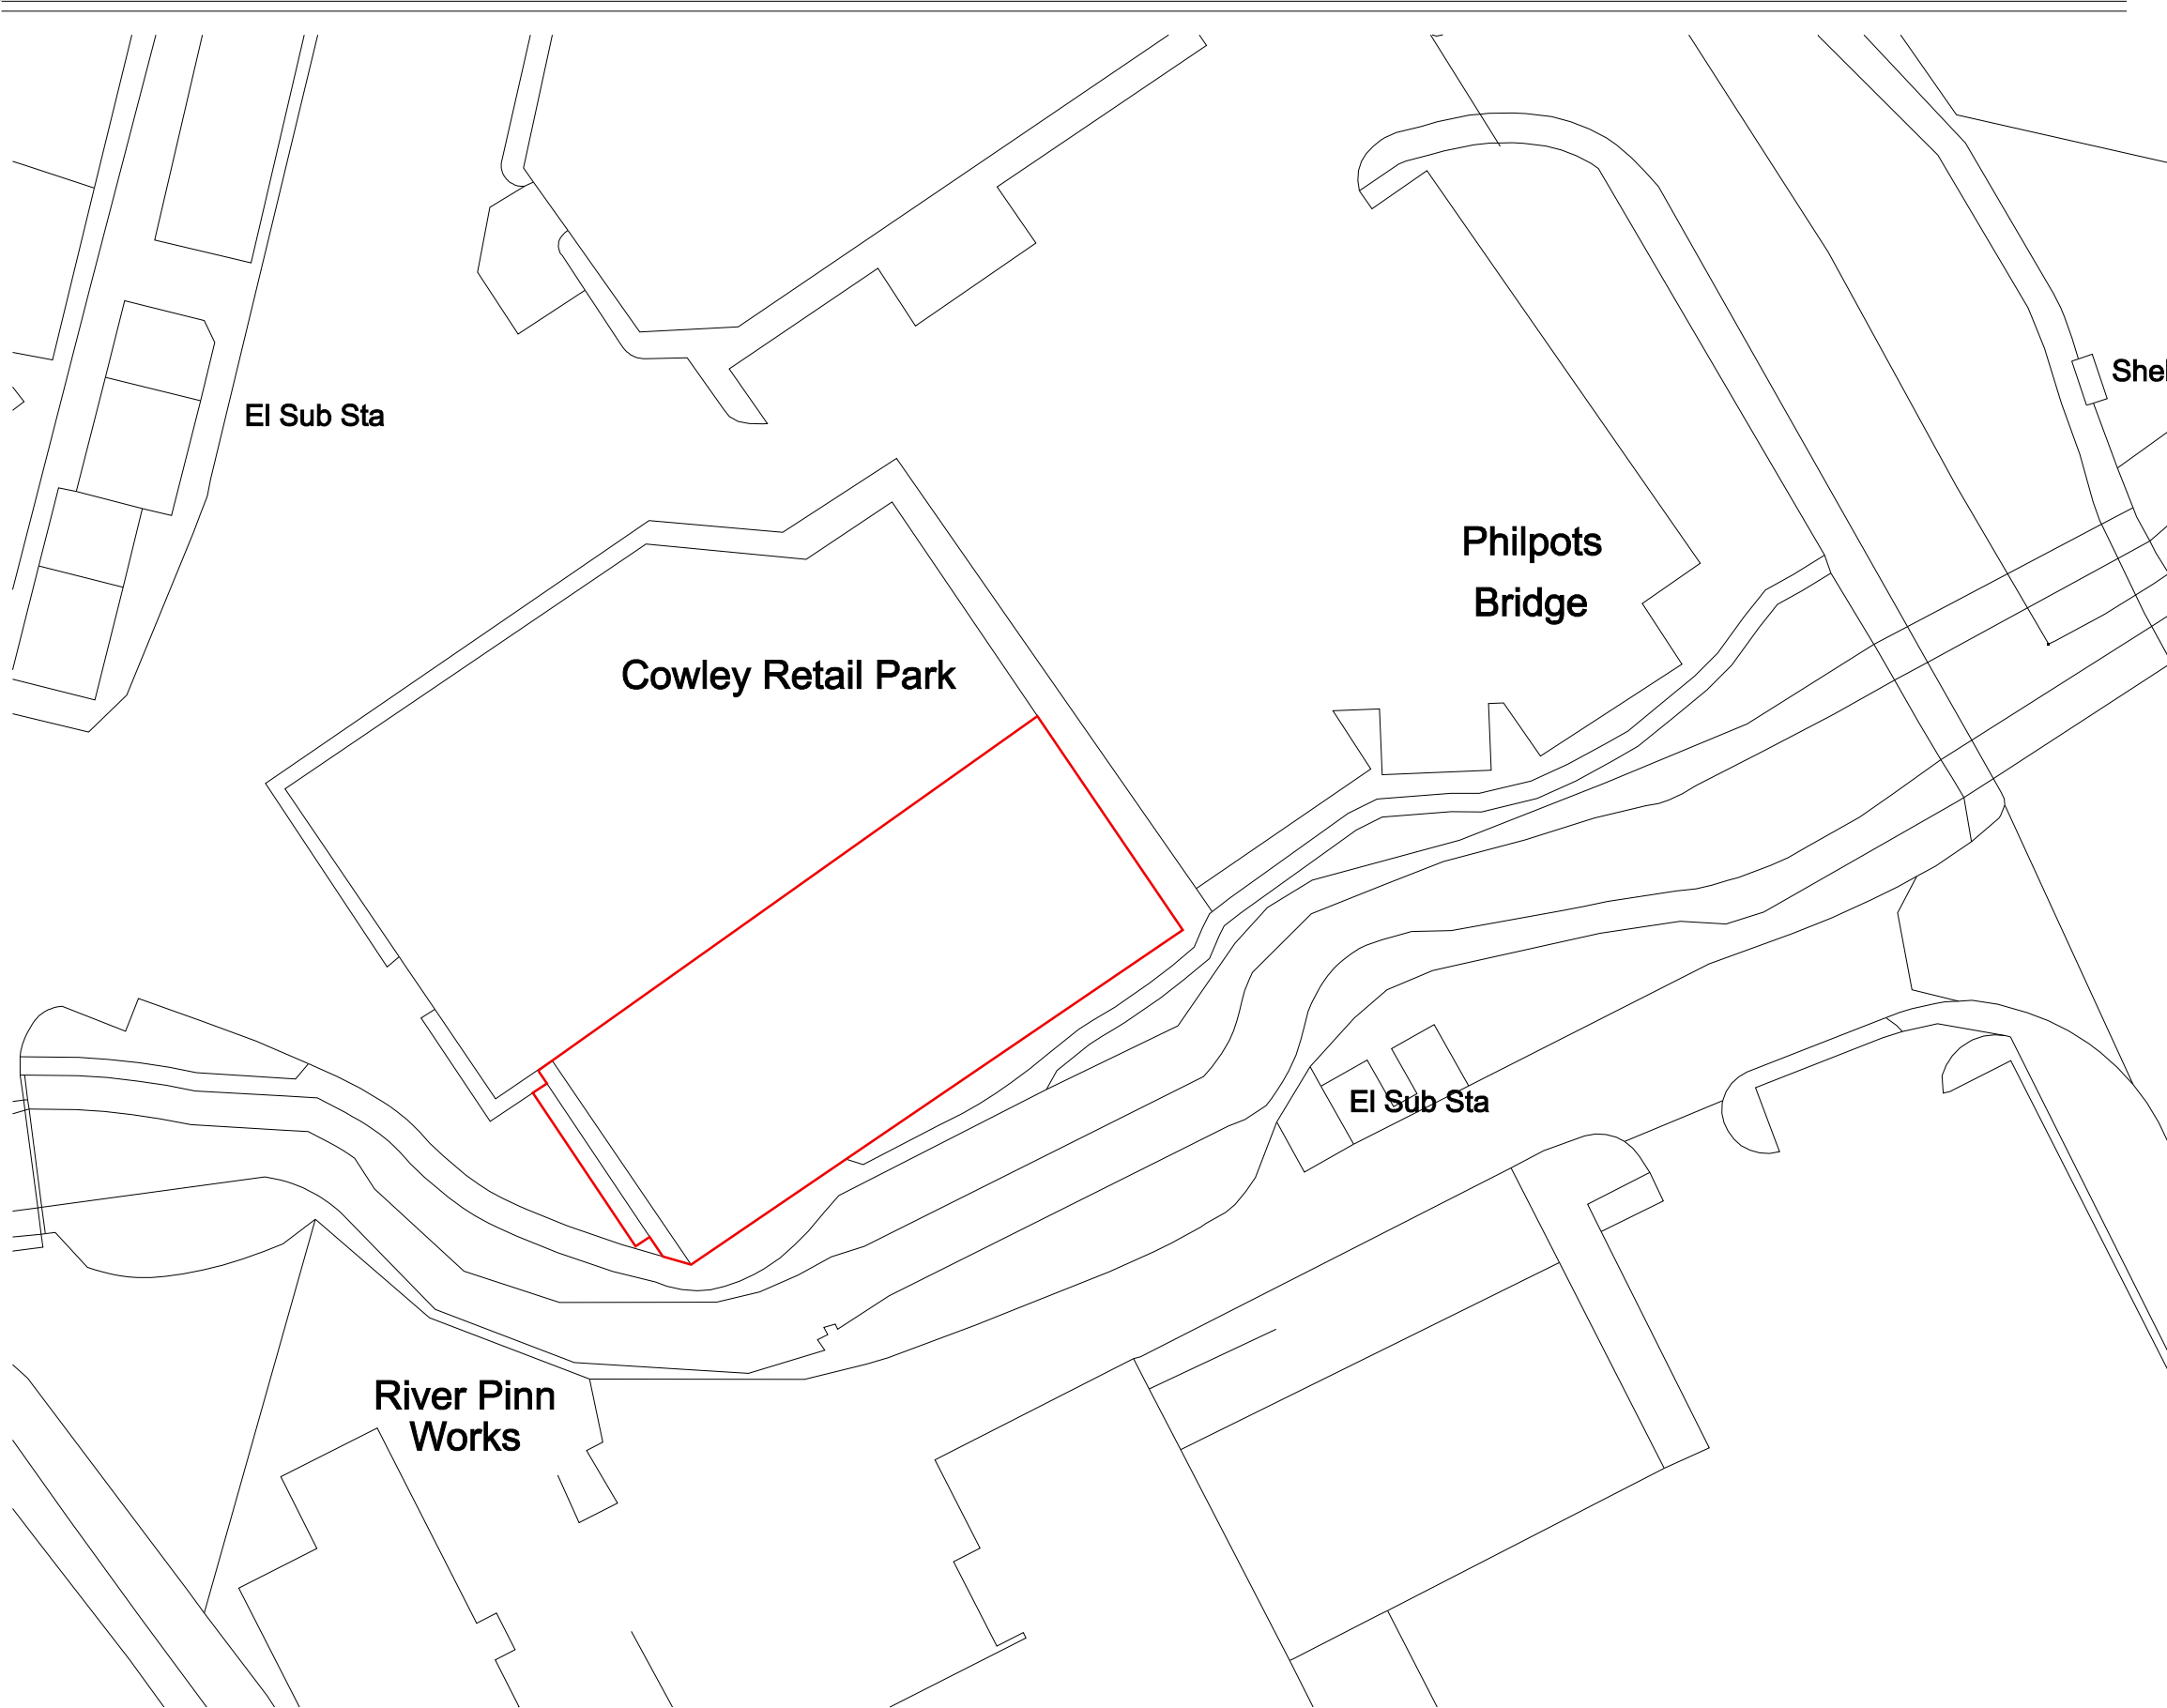 El Sub Sta
Philpots
Bridge
Cowley Retail Park
El Sub Sta
River Pinn
Works